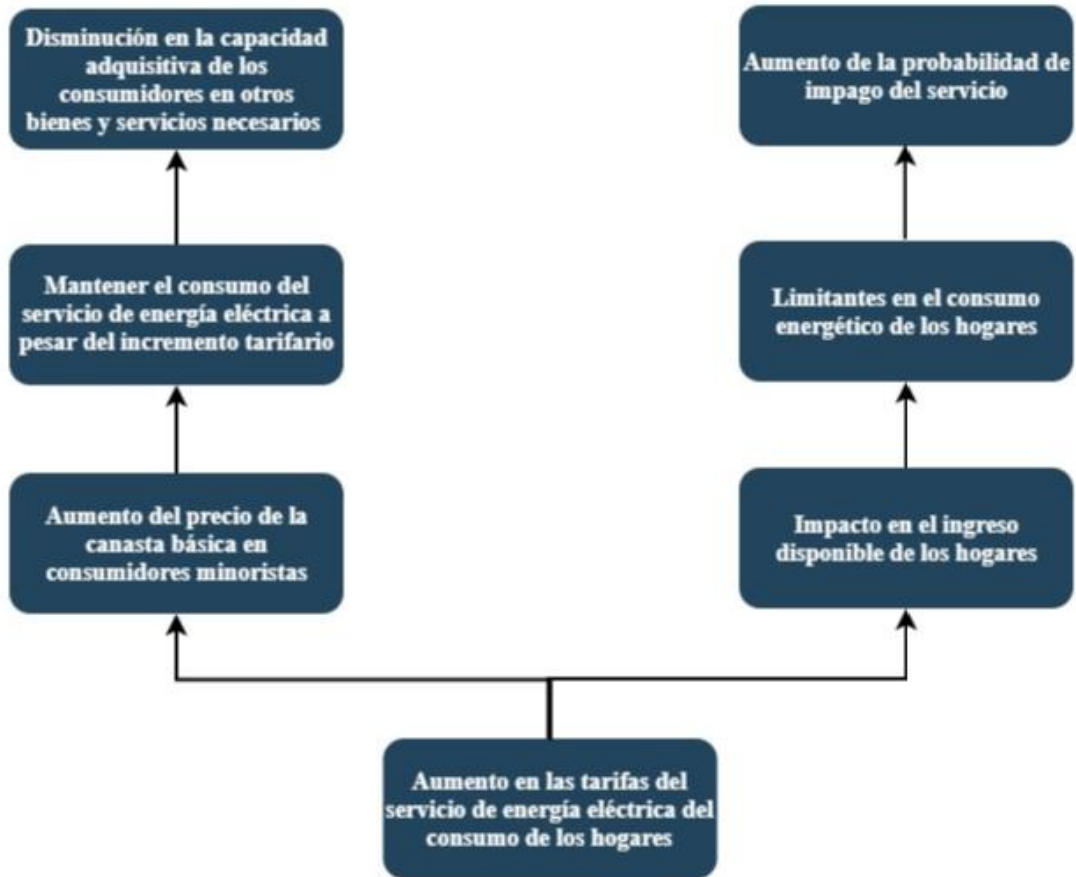 Disminución en la capacidad
adquisitiva de los
consumidores en otros
bienes y servicios necesarios
Aumento de la probabilidad de
impago del servicio
Mantener el consumo del
servicio de energía eléctrica a
pesar del incremento tarifario
Limitantes en el consumo
energético de los hogares
Aumento del precio de la
canasta básica en
consumidores minoristas
Impacto en el ingreso
disponible de los hogares
Aumento en las tarifas del
servicio de energía eléctrica del
consumo de los hogares